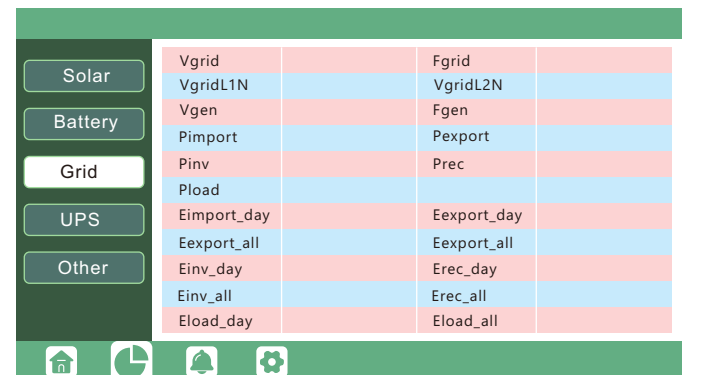 Solar
Battery
Grid
UPS
Other
Vgrid Fgrid
VgridL1N VgridL2N
Vgen Fgen
Pimport Pexport
Pinv Prec
Pload
Eimport_day Eexport_day
Eexport_all Eexport_all
Einv_day Erec_day
Einv_all Erec_all
Eload_day Eload_all